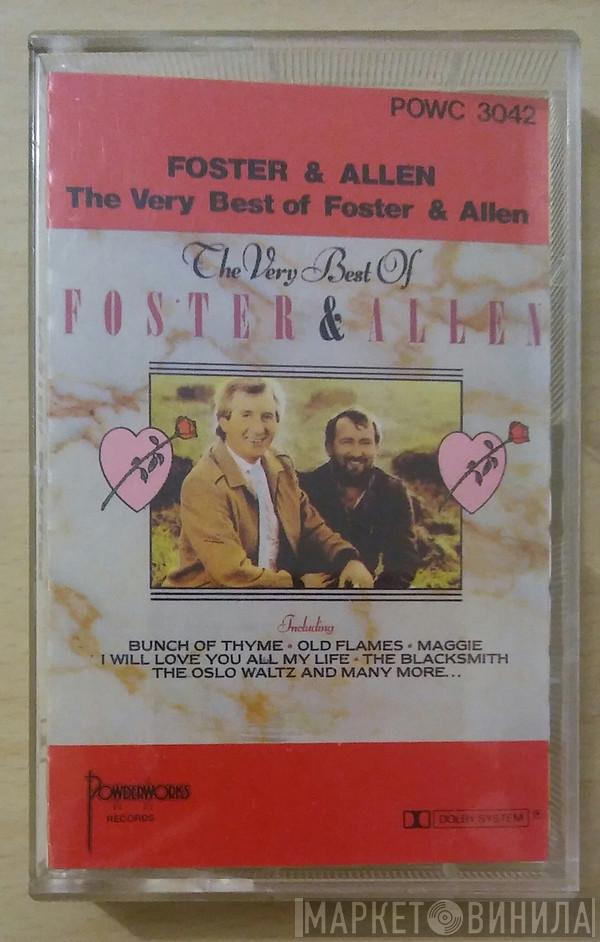 POWC 3042
FOSTER & ALLEN
The Very Best of Foster & Allen
The Very Best Of
FOSTER & ALLEN
Including
BUNCH OF THYME • OLD FLAMES • MAGGIE
I WILL LOVE YOU ALL MY LIFE • THE BLACKSMITH
THE OSLO WALTZ AND MANY MORE...
POWDERWORKS
RECORDS
DOLBY SYSTEM ®
МАРКЕТ ВИНИЛА